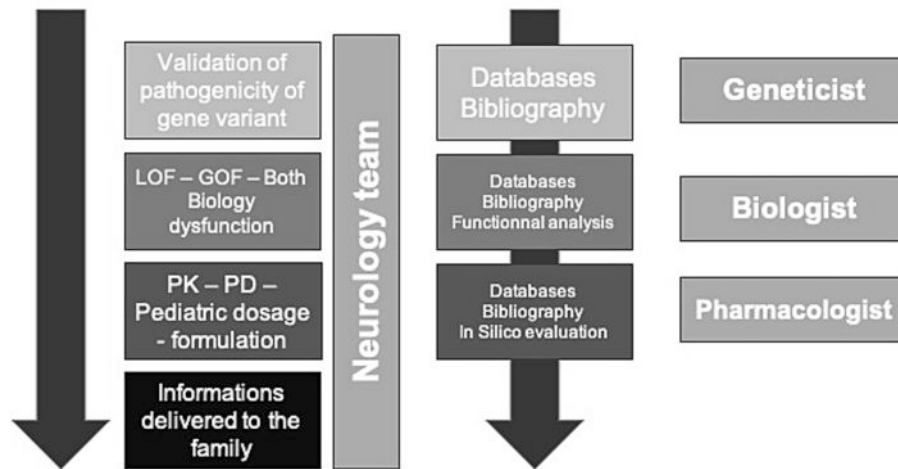 Validation of
pathogenicity of
gene variant
LOF – GOF – Both
Biology
dysfunction
PK – PD –
Pediatric dosage
- formulation
Informations
delivered to the
family
Neurology team
Databases
Bibliography
Databases
Bibliography
Functionnal analysis
Databases
Bibliography
In Silico evaluation
Geneticist
Biologist
Pharmacologist